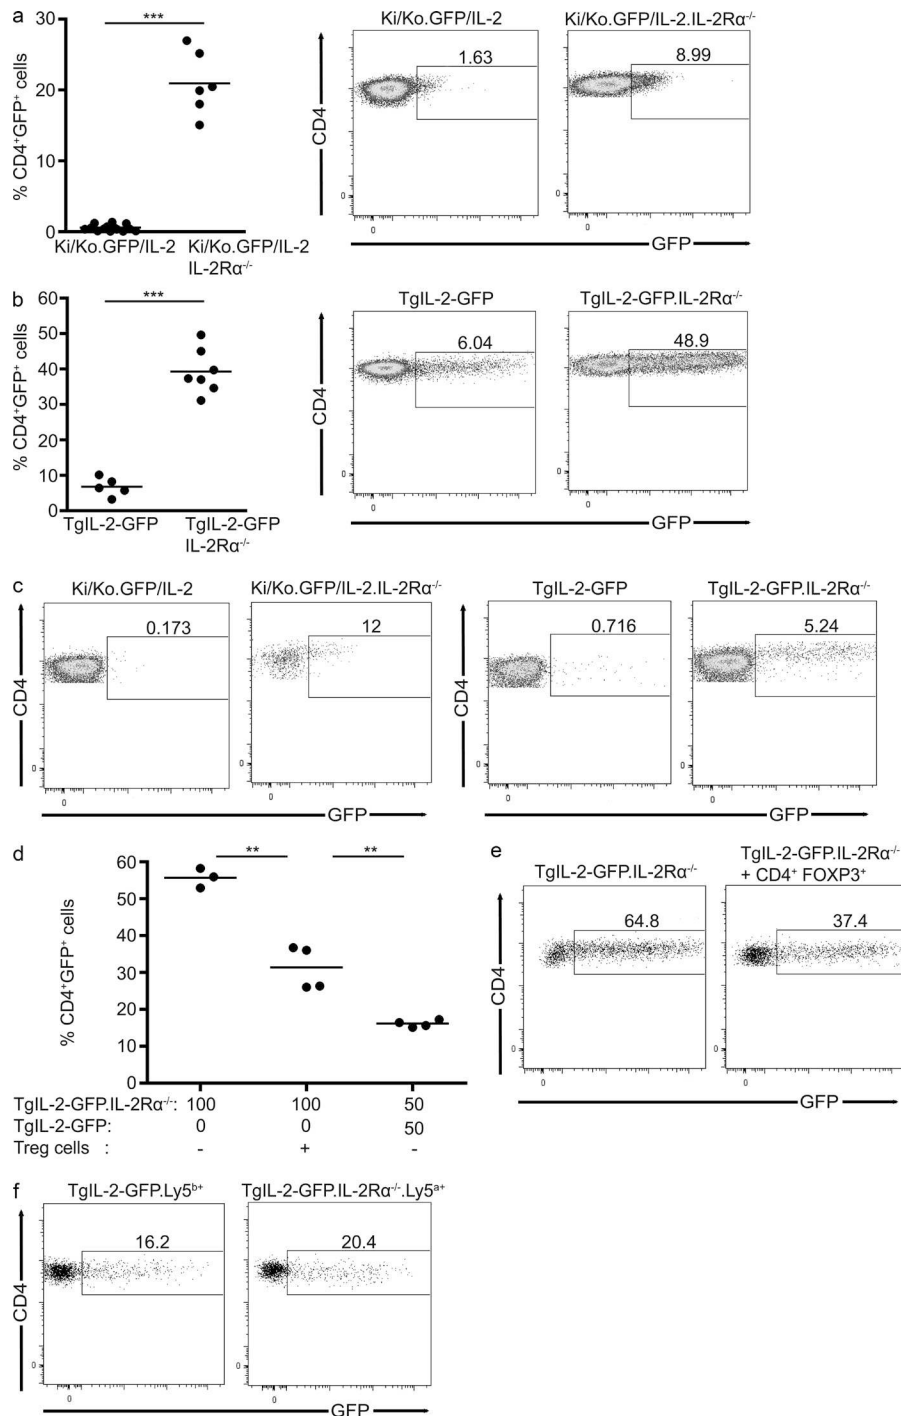 a
30
20
10
0
% CD4⁺GFP⁺ cells
***
Ki/Ko.GFP/IL-2 Ki/Ko.GFP/IL-2
IL-2Rα⁻/⁻
Ki/Ko.GFP/IL-2 Ki/Ko.GFP/IL-2.IL-2Rα⁻/⁻
1.63 8.99
CD4
0 0
0 0
GFP
b
60
50
40
30
20
10
0
% CD4⁺GFP⁺ cells
***
TgIL-2-GFP TgIL-2-GFP
IL-2Rα⁻/⁻
TgIL-2-GFP TgIL-2-GFP.IL-2Rα⁻/⁻
6.04 48.9
CD4
0 0
0 0
GFP
c
Ki/Ko.GFP/IL-2 Ki/Ko.GFP/IL-2.IL-2Rα⁻/⁻ TgIL-2-GFP TgIL-2-GFP.IL-2Rα⁻/⁻
0.173 12 0.716 5.24
CD4 CD4
0 0 0 0
0 0 0 0
GFP GFP
d
60
50
40
30
20
10
0
% CD4⁺GFP⁺ cells
** **
TgIL-2-GFP.IL-2Rα⁻/⁻: 100 100 50
TgIL-2-GFP: 0 0 50
Treg cells : - + -
e
TgIL-2-GFP.IL-2Rα⁻/⁻ TgIL-2-GFP.IL-2Rα⁻/⁻
+ CD4⁺ FOXP3⁺
64.8 37.4
CD4
0 0
0 0
GFP
f
TgIL-2-GFP.Ly5ᵇ⁺ TgIL-2-GFP.IL-2Rα⁻/⁻.Ly5ᵃ⁺
16.2 20.4
CD4
0 0
0 0
GFP